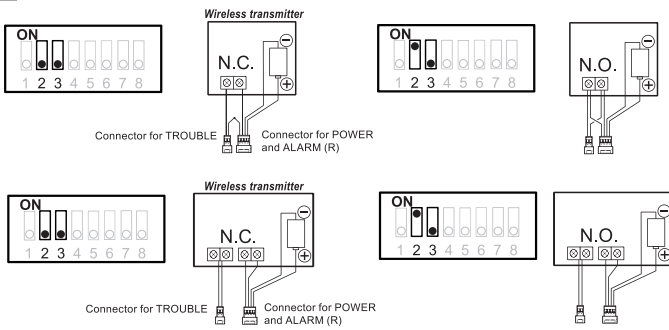 Wireless transmitter
ON
1 2 3 4 5 6 7 8
N.C.
ON
1 2 3 4 5 6 7 8
N.O.
Connector for TROUBLE
Connector for POWER
and ALARM (R)
Wireless transmitter
ON
1 2 3 4 5 6 7 8
N.C.
ON
1 2 3 4 5 6 7 8
N.O.
Connector for TROUBLE
Connector for POWER
and ALARM (R)